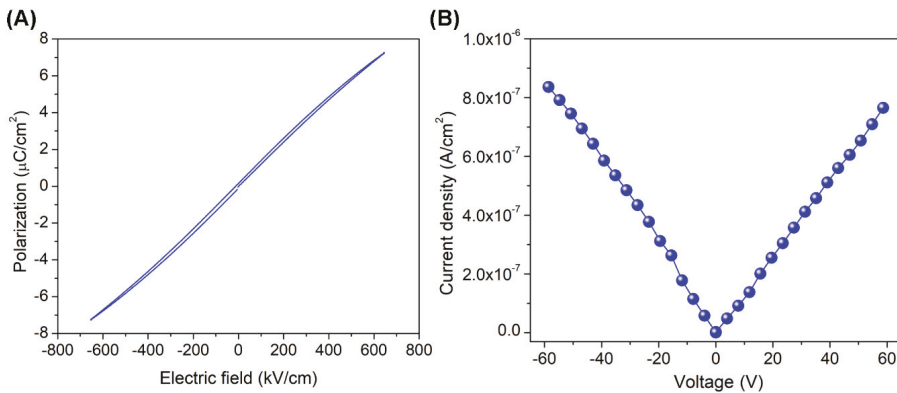 (A)
8
6
4
2
0
-2
-4
-6
-8
Polarization (μC/cm²)
-800 -600 -400 -200 0 200 400 600 800
Electric field (kV/cm)
(B)
1.0x10⁻⁶
8.0x10⁻⁷
6.0x10⁻⁷
4.0x10⁻⁷
2.0x10⁻⁷
0.0
Current density (A/cm²)
-60 -40 -20 0 20 40 60
Voltage (V)